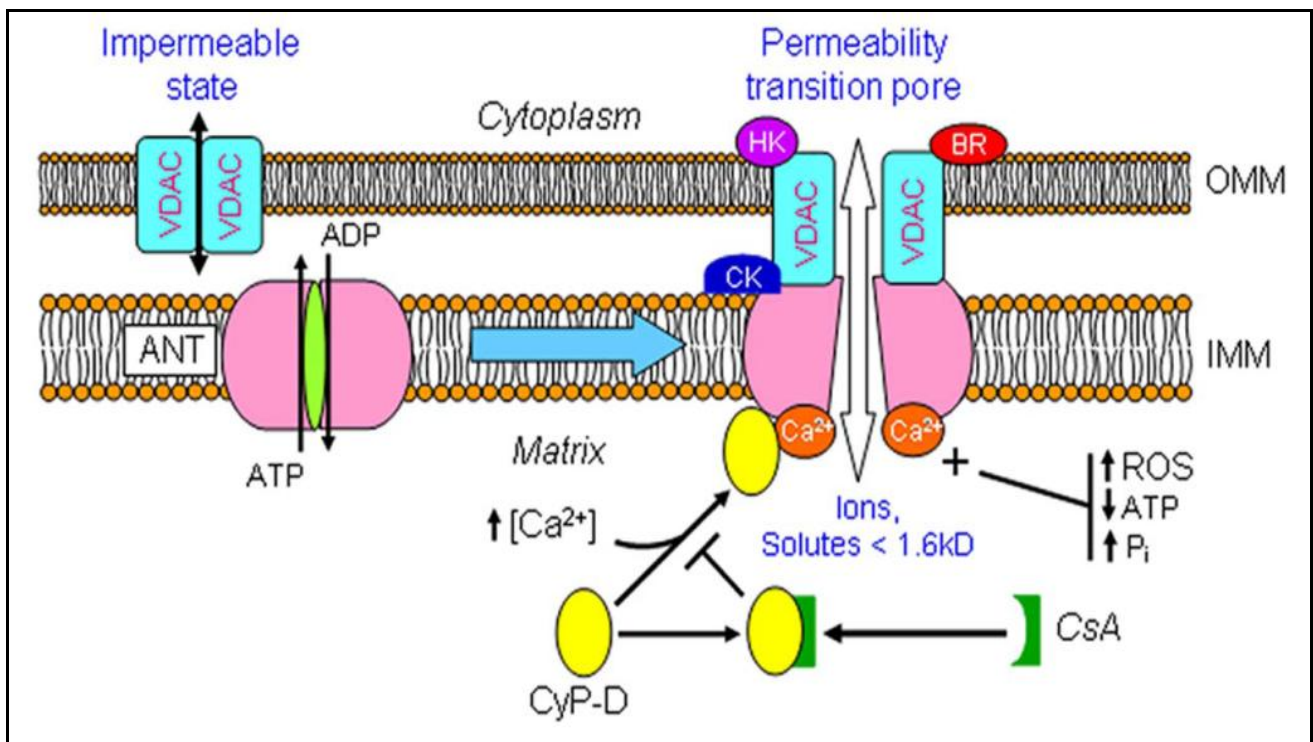 Impermeable
state
Permeability
transition pore
Cytoplasm
HK
BR
VDAC
VDAC
VDAC
VDAC
OMM
ADP
CK
ANT
IMM
Ca²⁺
Ca²⁺
ATP
Matrix
+
↑ ROS
↓ ATP
↑ Pᵢ
↑ [Ca²⁺]
Ions,
Solutes < 1.6kD
CsA
CyP-D